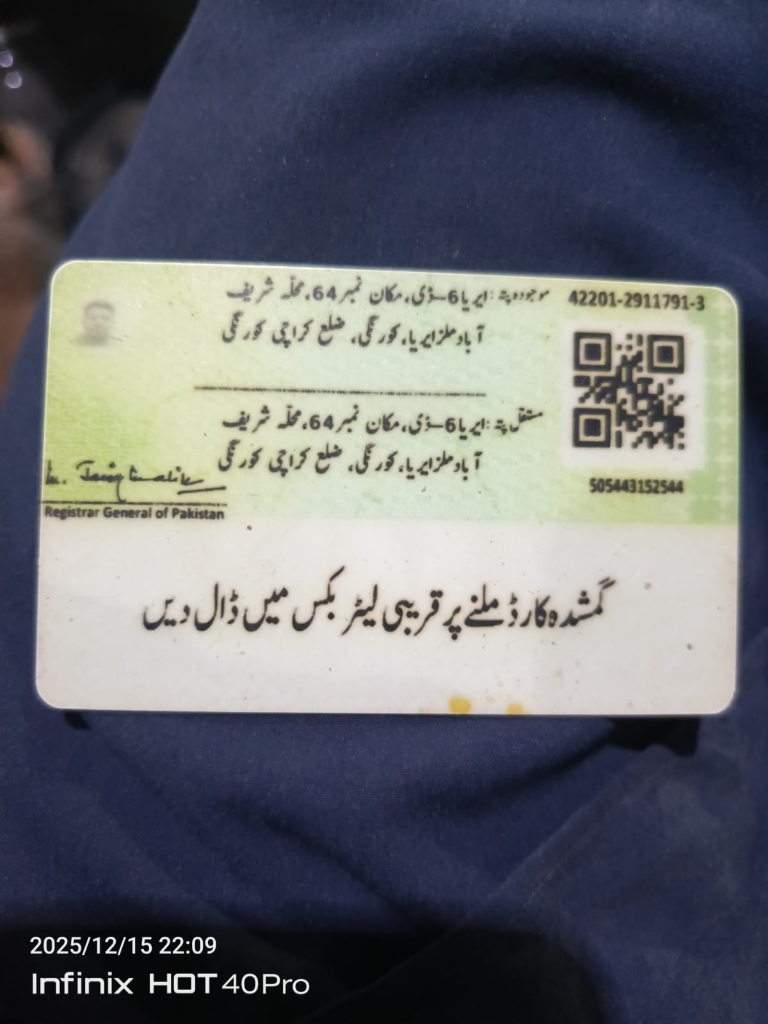 موجودہ پتہ: ایریا 6-ڈی، مکان نمبر 64، محلہ شریف
42201-2911791-3
آباد ملز ایریا، کورنگی، ضلع کراچی کورنگی
مستقل پتہ: ایریا 6-ڈی، مکان نمبر 64، محلہ شریف
آباد ملز ایریا، کورنگی، ضلع کراچی کورنگی
505443152544
Registrar General of Pakistan
گمشدہ کارڈ ملنے پر قریبی لیٹر بکس میں ڈال دیں
2025/12/15 22:09
Infinix HOT 40Pro